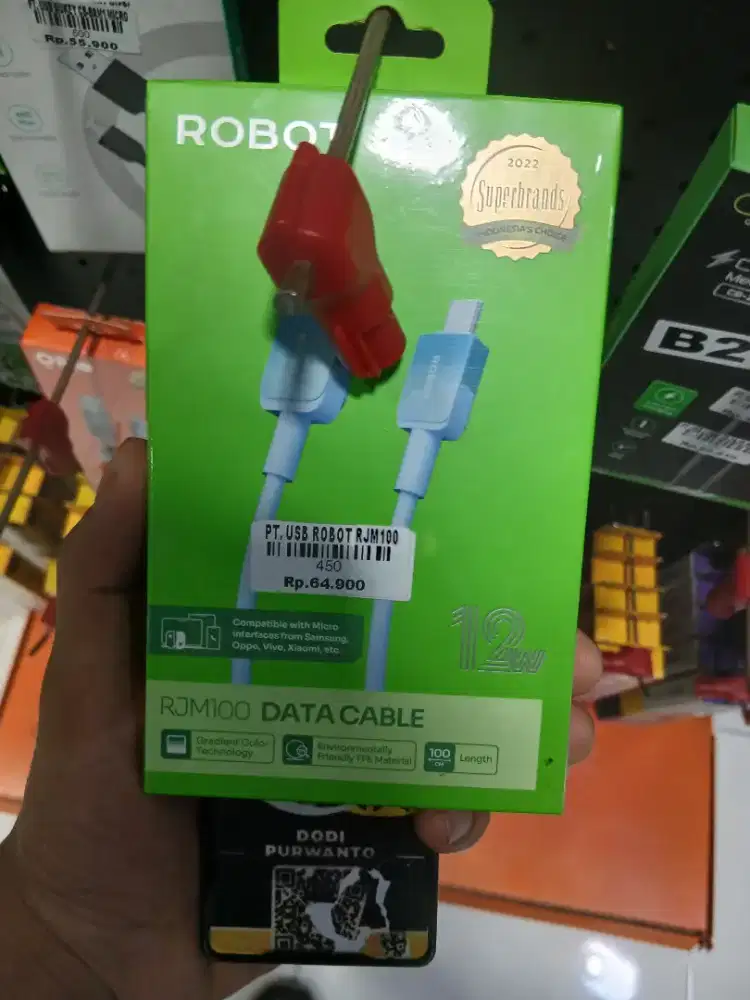 Rp.55.900
ROBOT
2022
Superbrands
INDONESIA'S CHOICE
ROBOT
B2
PT. USB ROBOT RJM100
450
Rp.64.900
Compatible with Micro
interfaces from Samsung,
Oppo, Vivo, Xiaomi, etc.
12W
RJM100 DATA CABLE
Gradient Color
Technology
Environmentally
Friendly TPE Material
100
CM
Length
DODI
PURWANTO